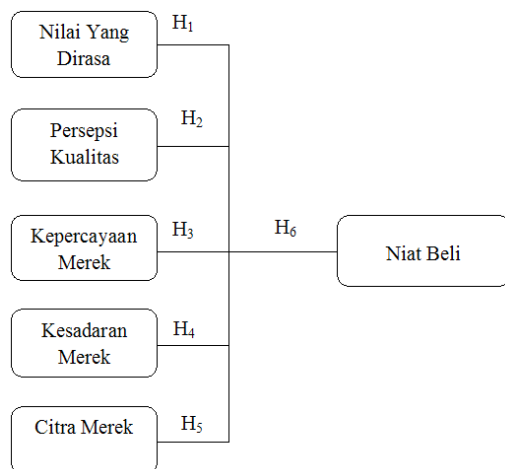 Nilai Yang
Dirasa
H₁
Persepsi
Kualitas
H₂
Kepercayaan
Merek
H₃
H₆
Niat Beli
Kesadaran
Merek
H₄
Citra Merek
H₅